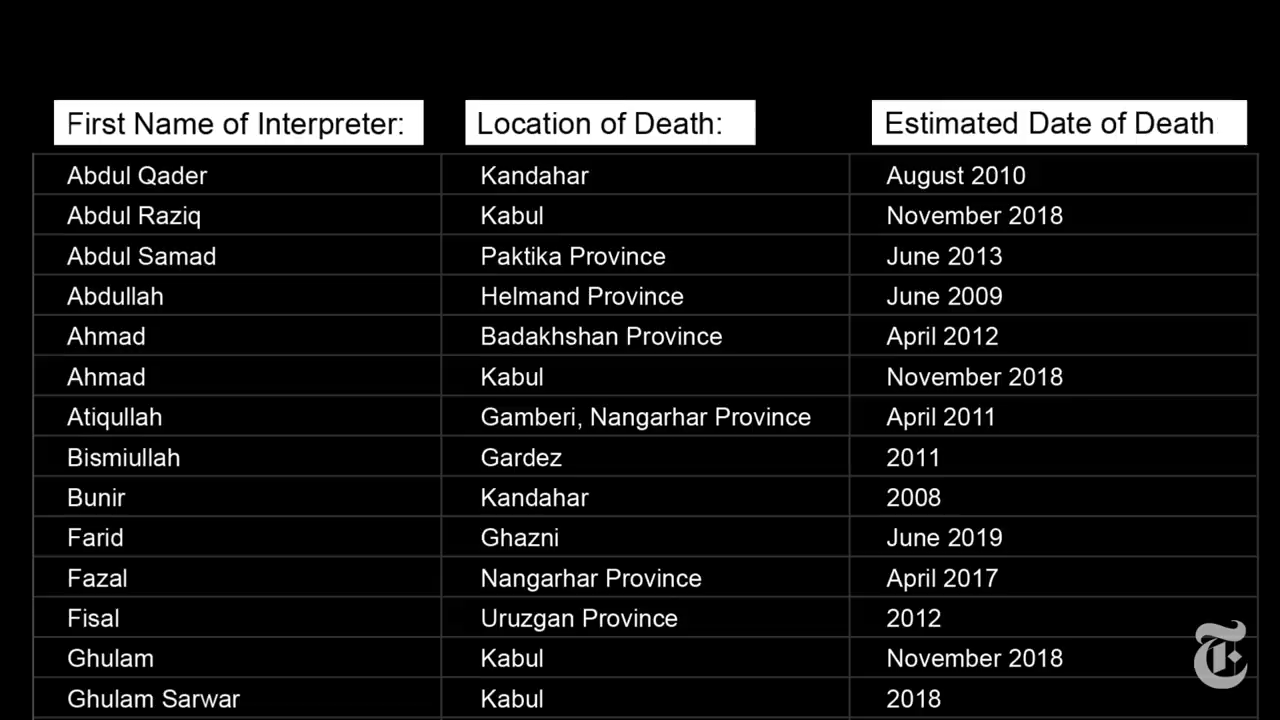 First Name of Interpreter: Location of Death: Estimated Date of Death
Abdul Qader Kandahar August 2010
Abdul Raziq Kabul November 2018
Abdul Samad Paktika Province June 2013
Abdullah Helmand Province June 2009
Ahmad Badakhshan Province April 2012
Ahmad Kabul November 2018
Atiqullah Gamberi, Nangarhar Province April 2011
Bismiullah Gardez 2011
Bunir Kandahar 2008
Farid Ghazni June 2019
Fazal Nangarhar Province April 2017
Fisal Uruzgan Province 2012
Ghulam Kabul November 2018
Ghulam Sarwar Kabul 2018
T